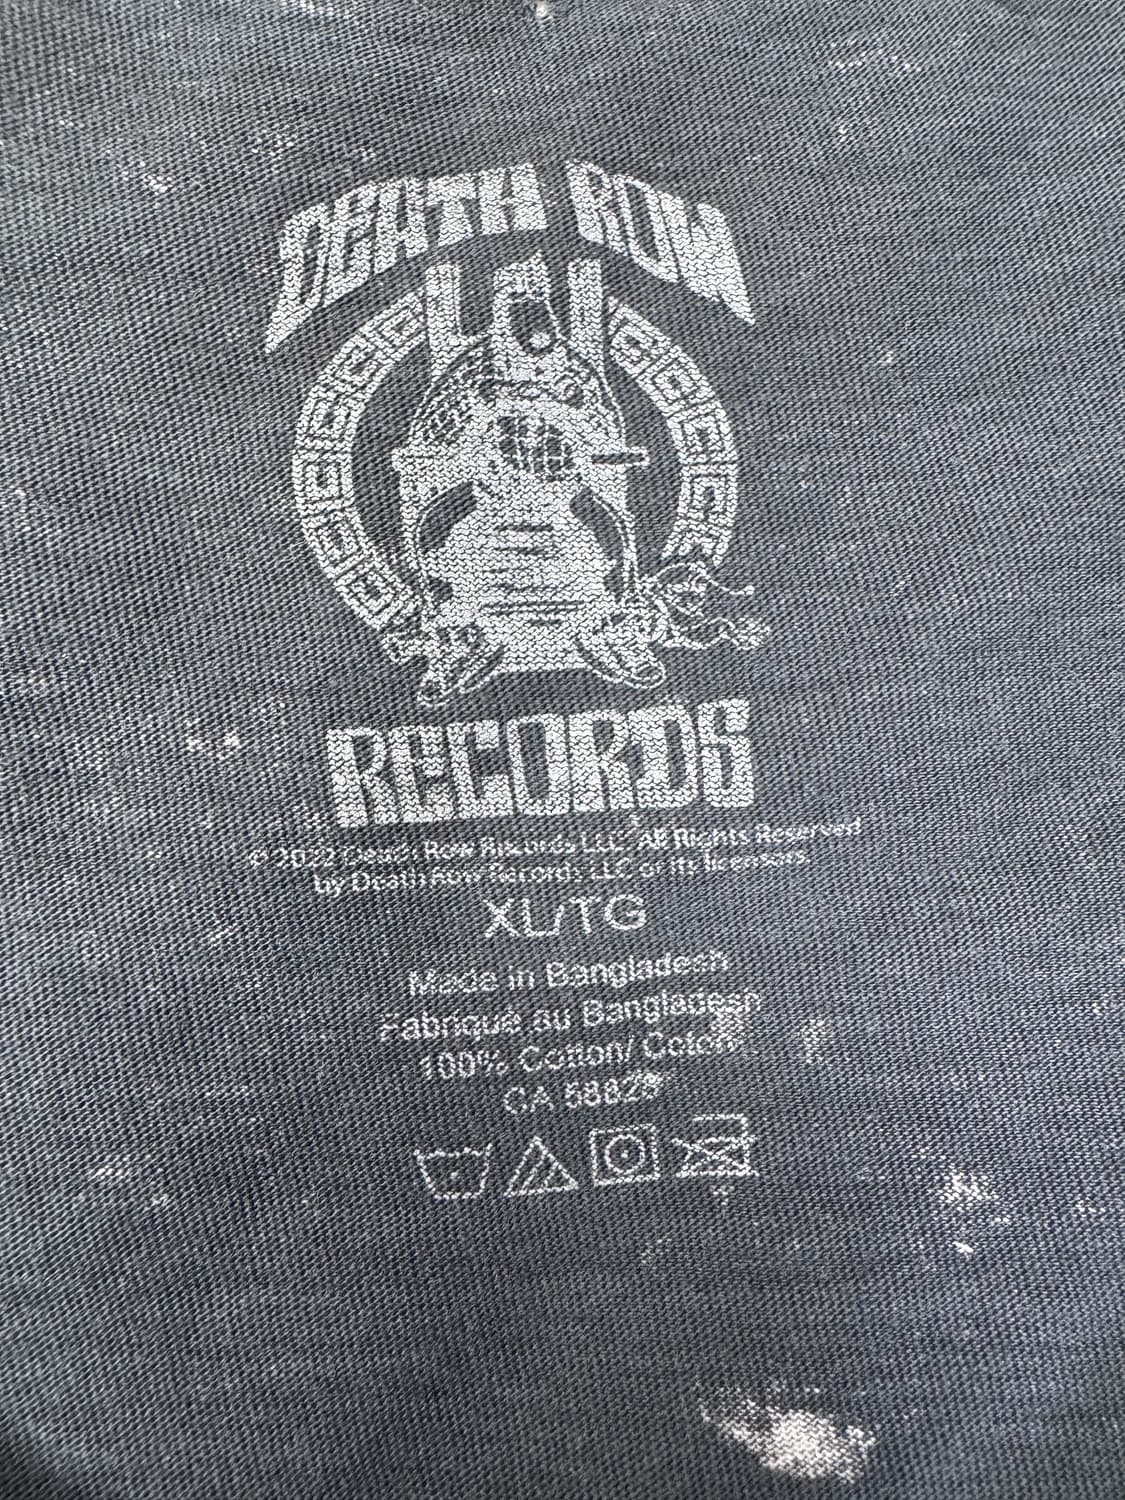 DEATH ROW
RECORDS
© 2022 Death Row Records LLC All Rights Reserved
by Death Row Records LLC or its licensors
XL/TG
Made in Bangladesh
Fabriqué au Bangladesh
100% Cotton/ Coton
CA 58829